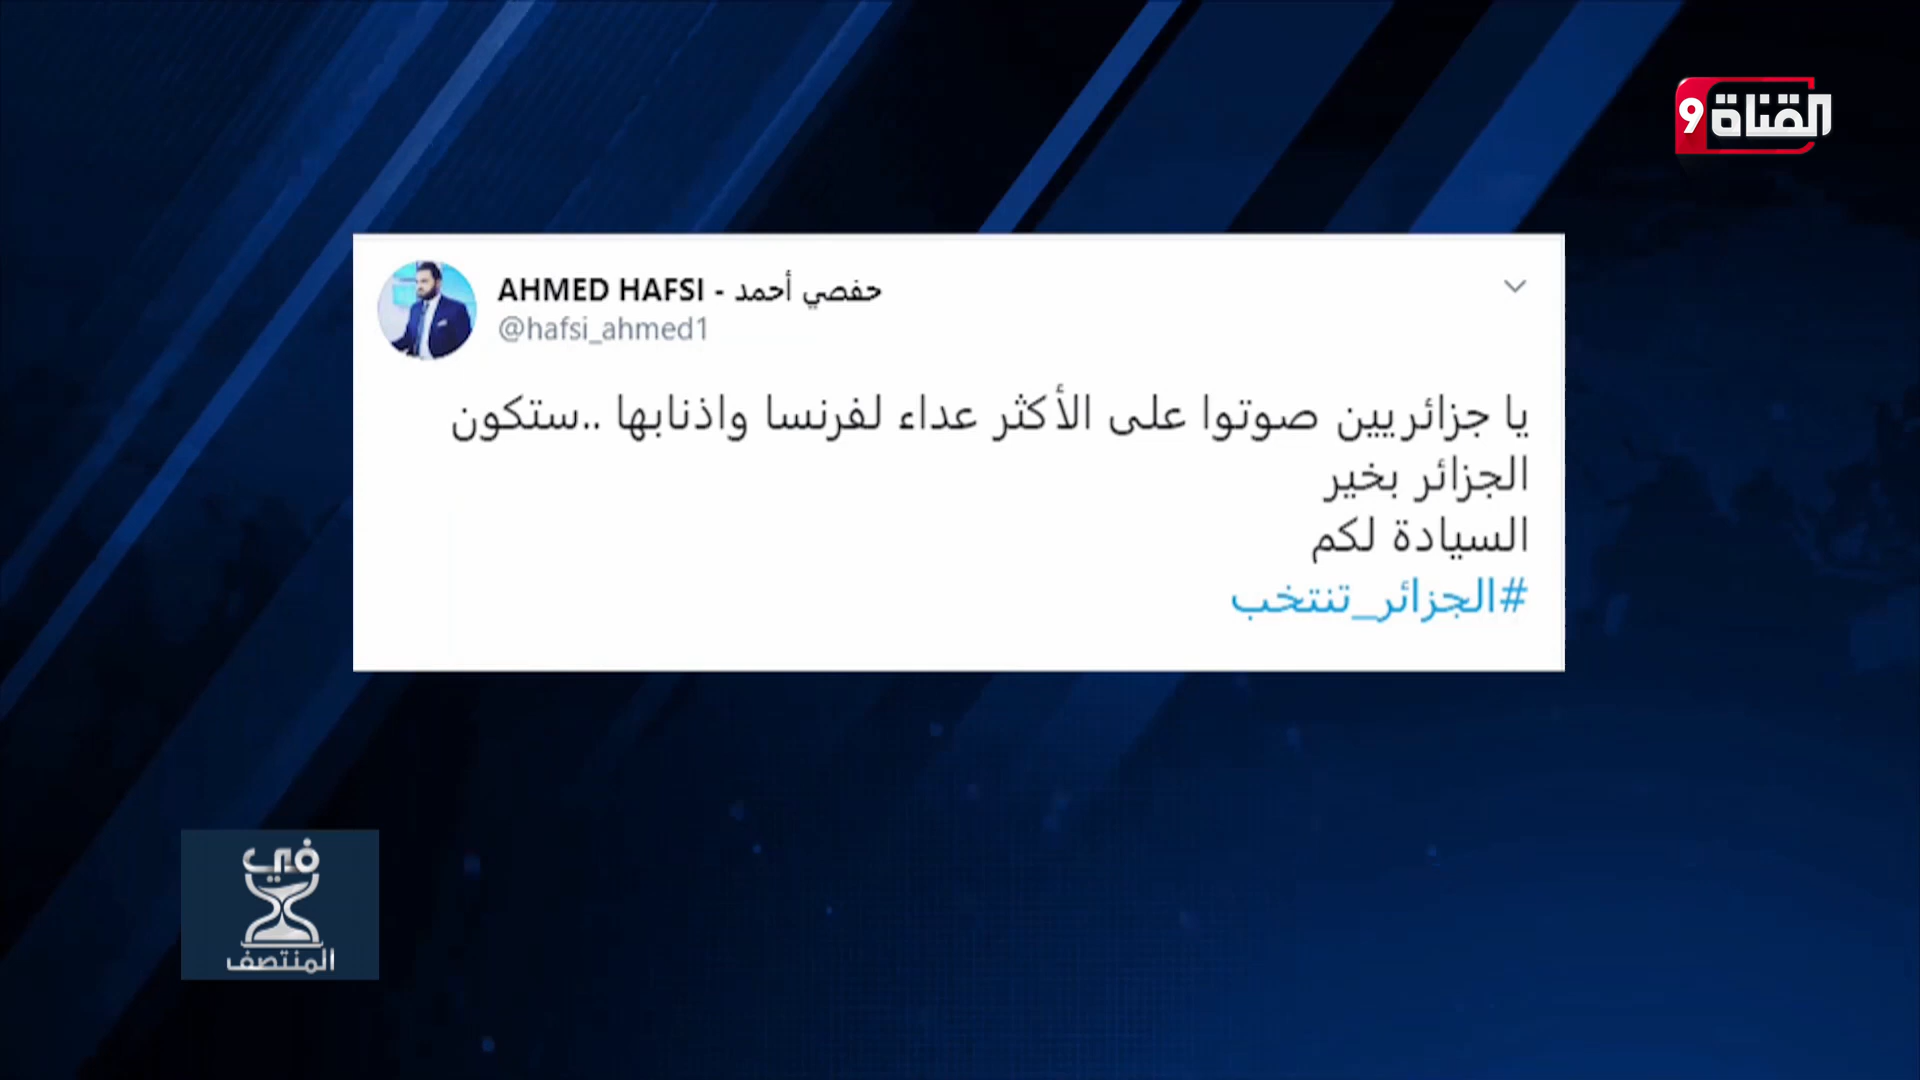 القناة 9
AHMED HAFSI - حفصي أحمد
@hafsi_ahmed1
يا جزائريين صوتوا على الأكثر عداء لفرنسا واذنابها ..ستكون
الجزائر بخير
السيادة لكم
#الجزائر_تنتخب
في
المنتصف